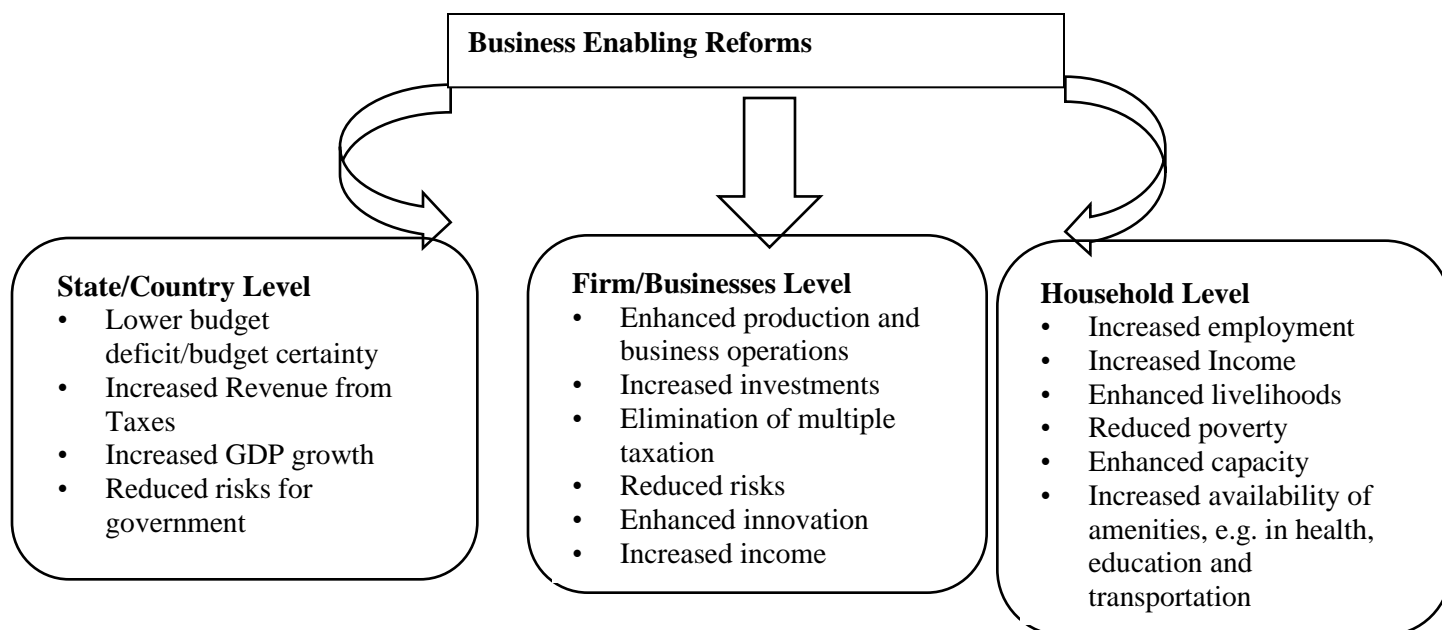 Business Enabling Reforms
State/Country Level
• Lower budget
deficit/budget certainty
• Increased Revenue from
Taxes
• Increased GDP growth
• Reduced risks for
government
Firm/Businesses Level
• Enhanced production and
business operations
• Increased investments
• Elimination of multiple
taxation
• Reduced risks
• Enhanced innovation
• Increased income
Household Level
• Increased employment
• Increased Income
• Enhanced livelihoods
• Reduced poverty
• Enhanced capacity
• Increased availability of
amenities, e.g. in health,
education and
transportation